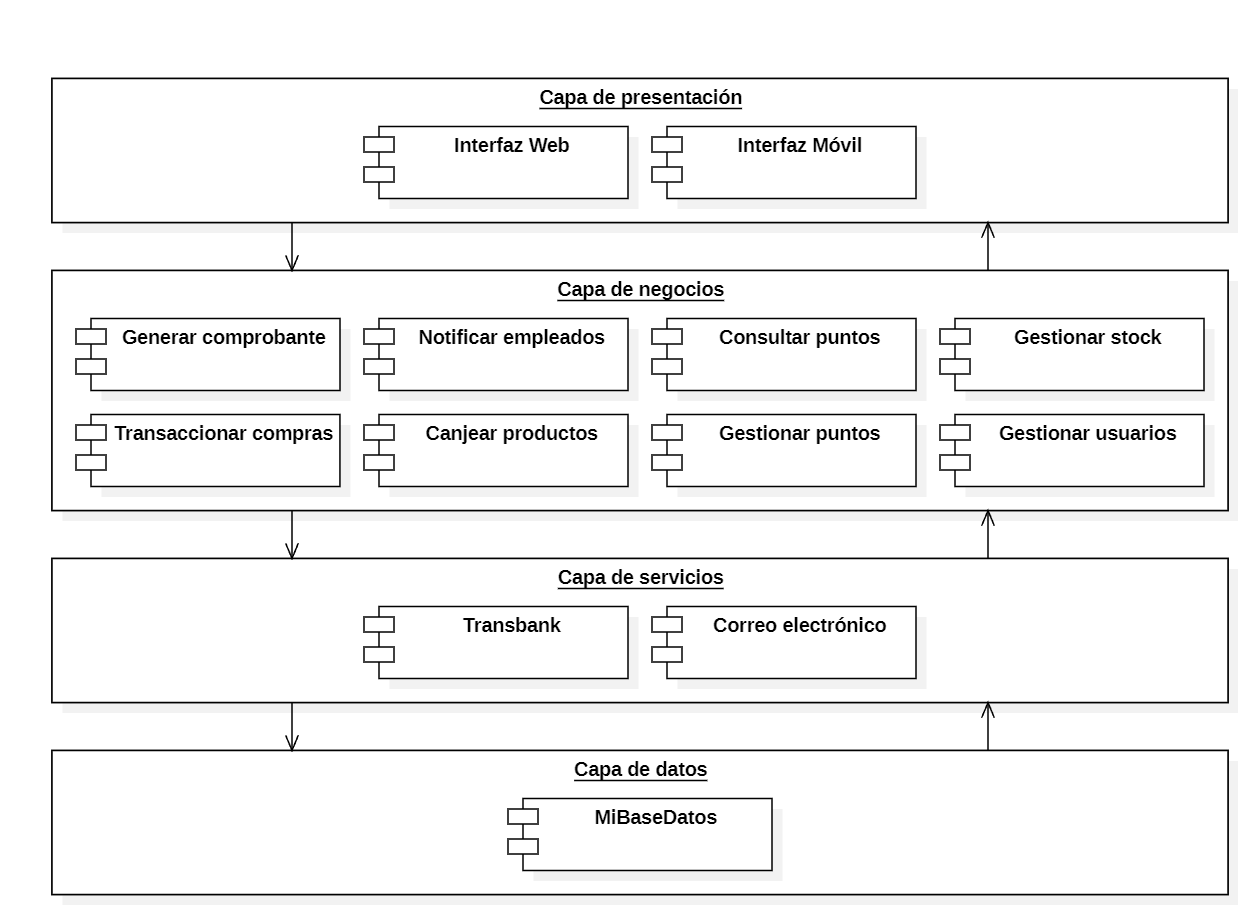 Capa de presentación
Interfaz Web
Interfaz Móvil
Capa de negocios
Generar comprobante
Notificar empleados
Consultar puntos
Gestionar stock
Transaccionar compras
Canjear productos
Gestionar puntos
Gestionar usuarios
Capa de servicios
Transbank
Correo electrónico
Capa de datos
MiBaseDatos